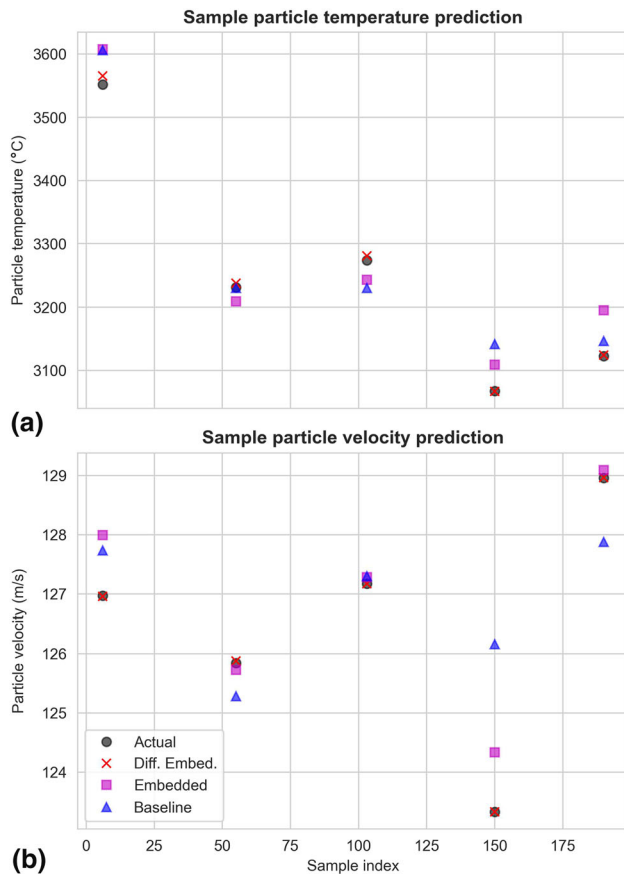 Sample particle temperature prediction
3600
3500
3400
3300
3200
3100
Particle temperature (°C)
(a)
Sample particle velocity prediction
129
128
127
126
125
124
Particle velocity (m/s)
Actual
Diff. Embed.
Embedded
Baseline
0 25 50 75 100 125 150 175
Sample index
(b)